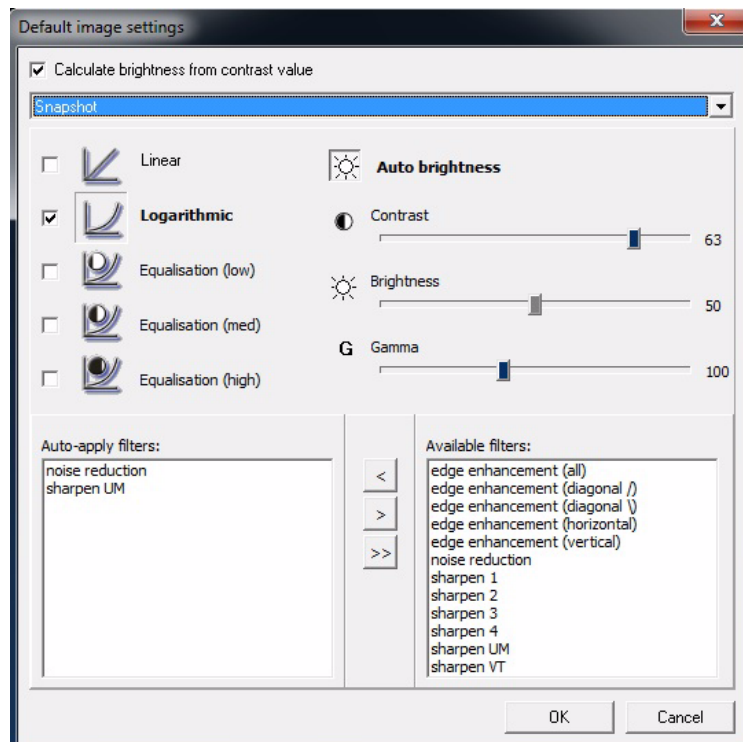 Default image settings
Calculate brightness from contrast value
Snapshot
Linear
Auto brightness
Logarithmic
Contrast
63
Equalisation (low)
Brightness
50
Equalisation (med)
G Gamma
100
Equalisation (high)
Auto-apply filters:
noise reduction
sharpen UM
<
>
>>
Available filters:
edge enhancement (all)
edge enhancement (diagonal /)
edge enhancement (diagonal \)
edge enhancement (horizontal)
edge enhancement (vertical)
noise reduction
sharpen 1
sharpen 2
sharpen 3
sharpen 4
sharpen UM
sharpen VT
OK
Cancel